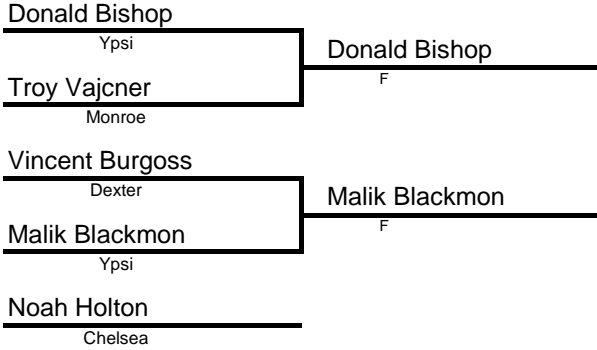 Donald Bishop
Ypsi
Donald Bishop
F
Troy Vajcner
Monroe
Vincent Burgoss
Dexter
Malik Blackmon
F
Malik Blackmon
Ypsi
Noah Holton
Chelsea